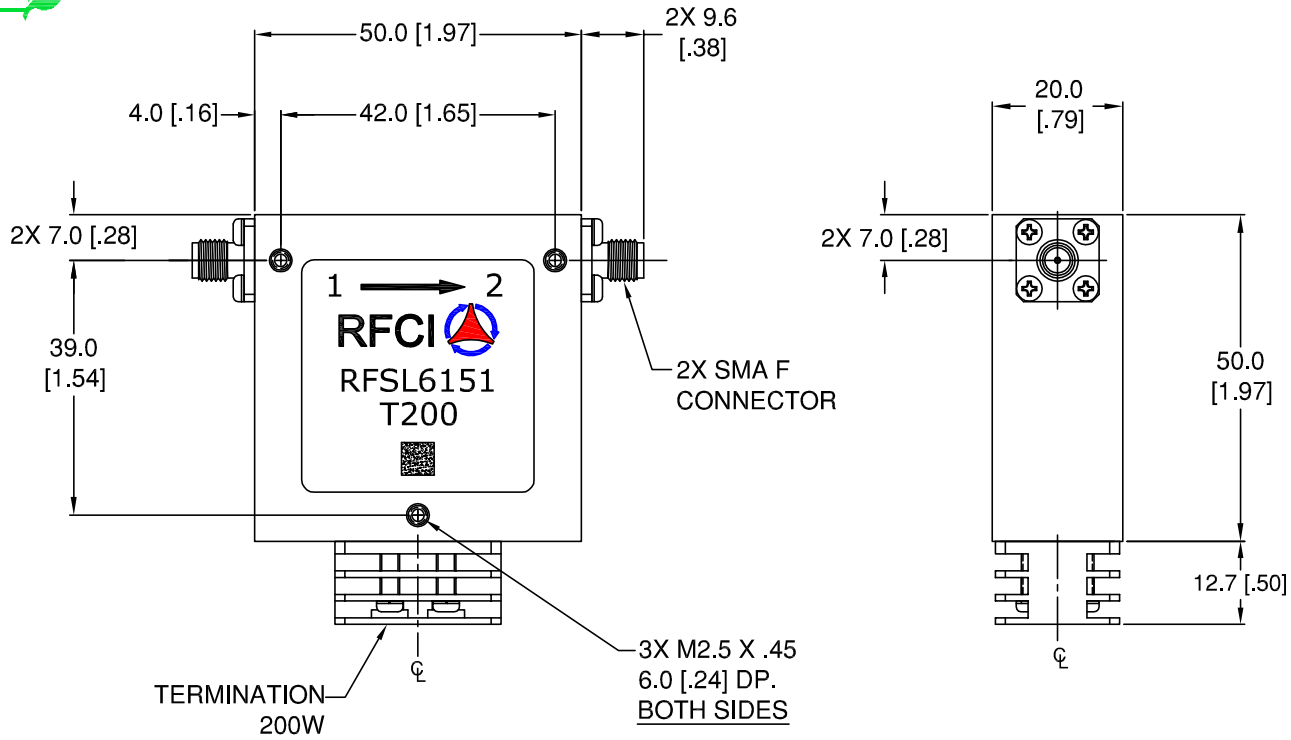 50.0 [1.97]
2X 9.6
[.38]
4.0 [.16]
42.0 [1.65]
20.0
[.79]
2X 7.0 [.28]
2X 7.0 [.28]
1 2
RFCI
RFSL6151
T200
39.0
[1.54]
2X SMA F
CONNECTOR
50.0
[1.97]
12.7 [.50]
3X M2.5 X .45
6.0 [.24] DP.
BOTH SIDES
TERMINATION
200W
℄
℄